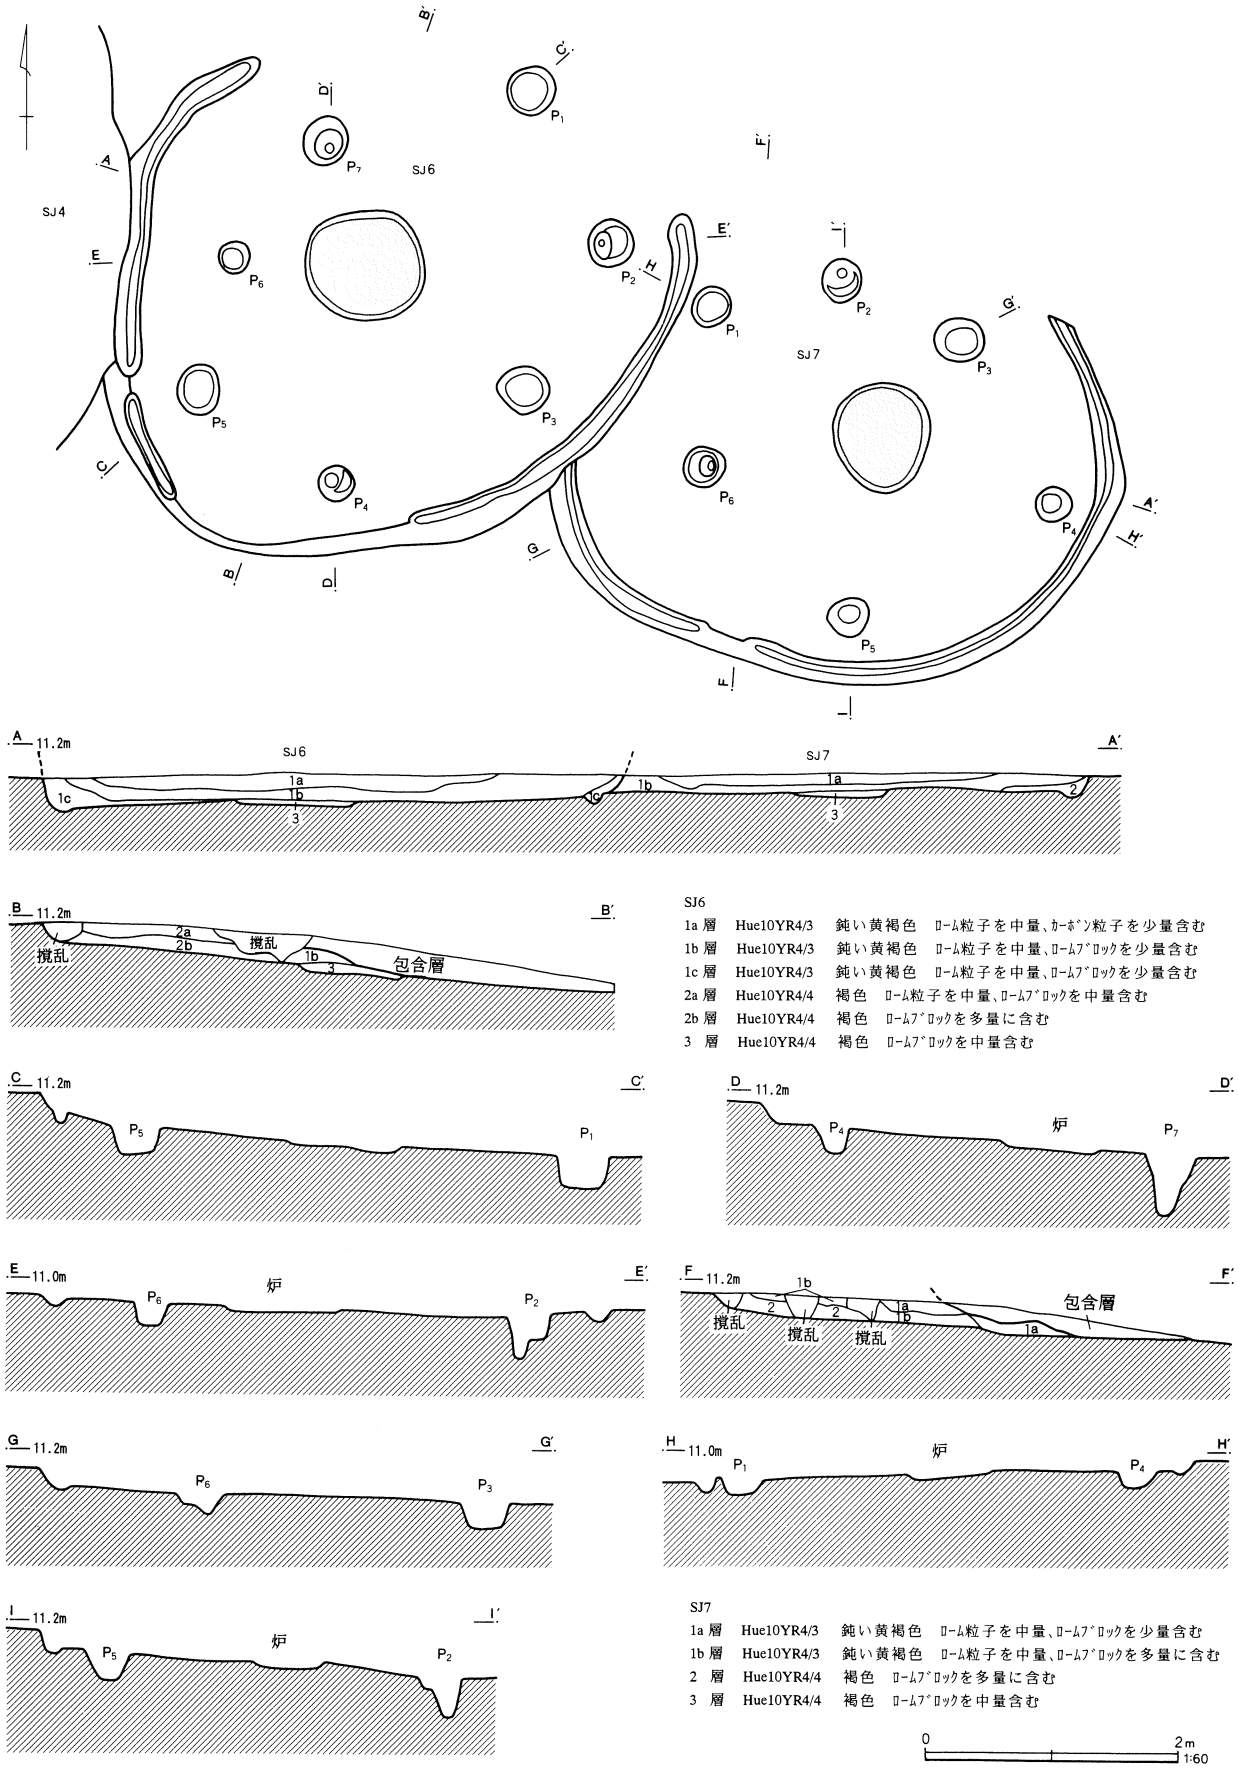 B′
C′
D′
P1
F′
A
P7
SJ6
SJ4
E′
I′
E
P2
H
P6
P2
G′
P1
SJ7
P3
P5
P3
C
P6
P4
A′
P4
H′
G
B
D
P5
F
I
A 11.2m SJ6 SJ7 A′
1a 1a
1c 1b 1c 1b 2
3 3
B 11.2m B′
2a
攪乱 2b 攪乱 1b 包含層
3
SJ6
1a 層 Hue10YR4/3 鈍い黄褐色 ﾛｰﾑ粒子を中量、ｶｰﾎﾞﾝ粒子を少量含む
1b 層 Hue10YR4/3 鈍い黄褐色 ﾛｰﾑ粒子を中量、ﾛｰﾑﾌﾞﾛｯｸを少量含む
1c 層 Hue10YR4/3 鈍い黄褐色 ﾛｰﾑ粒子を中量、ﾛｰﾑﾌﾞﾛｯｸを少量含む
2a 層 Hue10YR4/4 褐色 ﾛｰﾑ粒子を中量、ﾛｰﾑﾌﾞﾛｯｸを中量含む
2b 層 Hue10YR4/4 褐色 ﾛｰﾑﾌﾞﾛｯｸを多量に含む
3 層 Hue10YR4/4 褐色 ﾛｰﾑﾌﾞﾛｯｸを中量含む
C 11.2m C′
P5 P1
D 11.2m D′
P4 炉 P7
E 11.0m E′
P6 炉 P2
F 11.2m 1b F′
2 2 1a 包含層
1b
攪乱 攪乱 攪乱 1a
G 11.2m G′
P6 P3
H 11.0m 炉 H′
P1 P4
I 11.2m I′
P5 炉 P2
SJ7
1a 層 Hue10YR4/3 鈍い黄褐色 ﾛｰﾑ粒子を中量、ﾛｰﾑﾌﾞﾛｯｸを少量含む
1b 層 Hue10YR4/3 鈍い黄褐色 ﾛｰﾑ粒子を中量、ﾛｰﾑﾌﾞﾛｯｸを多量に含む
2 層 Hue10YR4/4 褐色 ﾛｰﾑﾌﾞﾛｯｸを多量に含む
3 層 Hue10YR4/4 褐色 ﾛｰﾑﾌﾞﾛｯｸを中量含む
0 2m
1:60